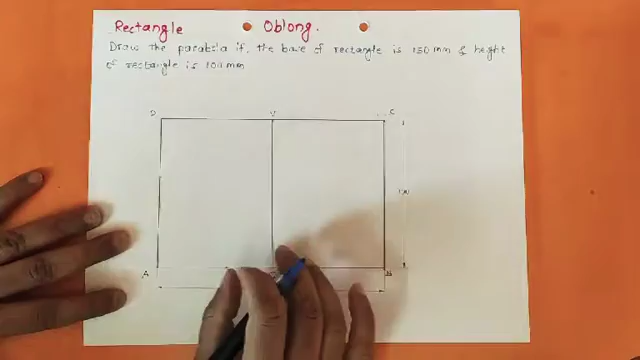 Rectangle Oblong.
Draw the parabola if, the base of rectangle is 150 mm & height
of rectangle is 100 mm
D V C
100
A B